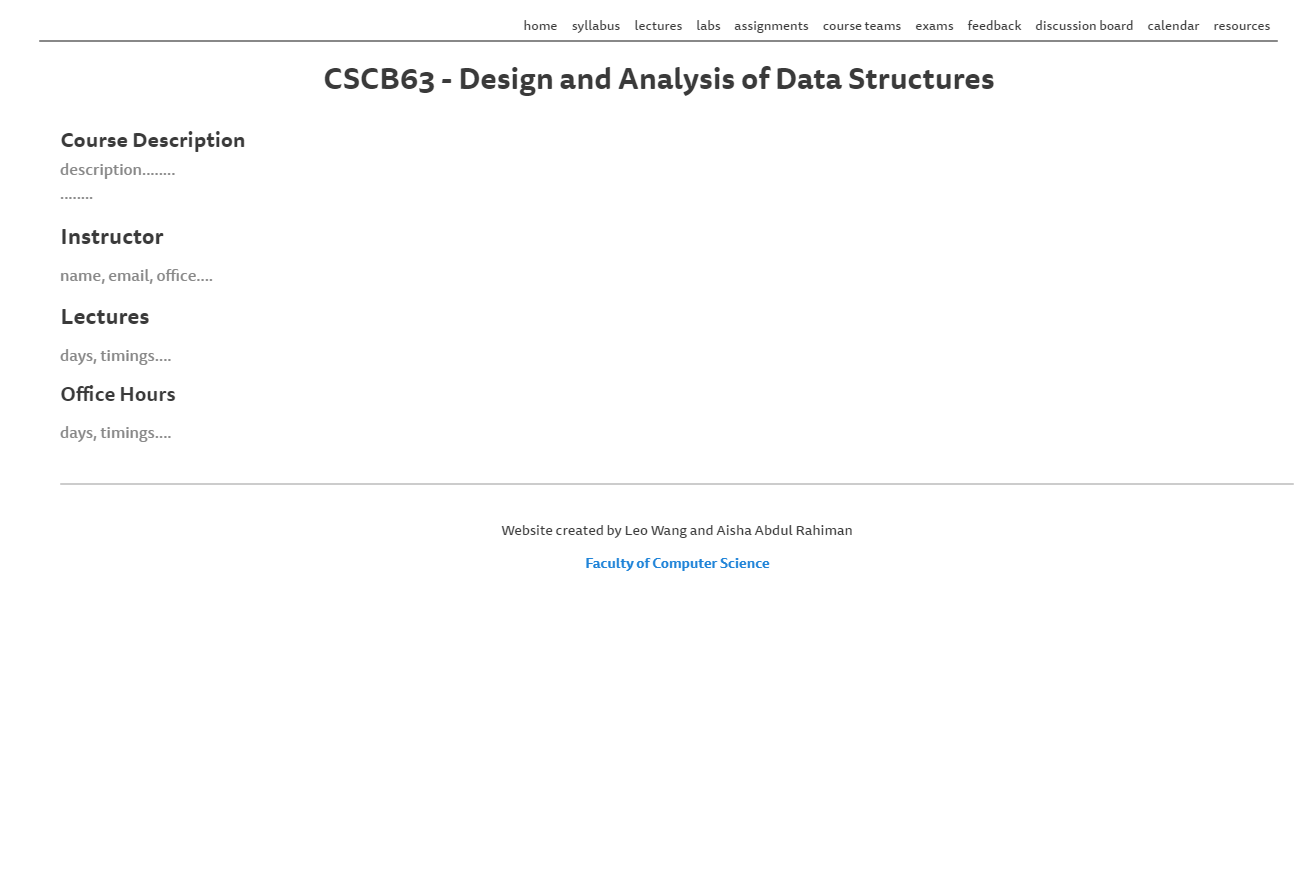 home syllabus lectures labs assignments course teams exams feedback discussion board calendar resources
CSCB63 - Design and Analysis of Data Structures
Course Description
description........
........
Instructor
name, email, office....
Lectures
days, timings....
Office Hours
days, timings....
Website created by Leo Wang and Aisha Abdul Rahiman
Faculty of Computer Science